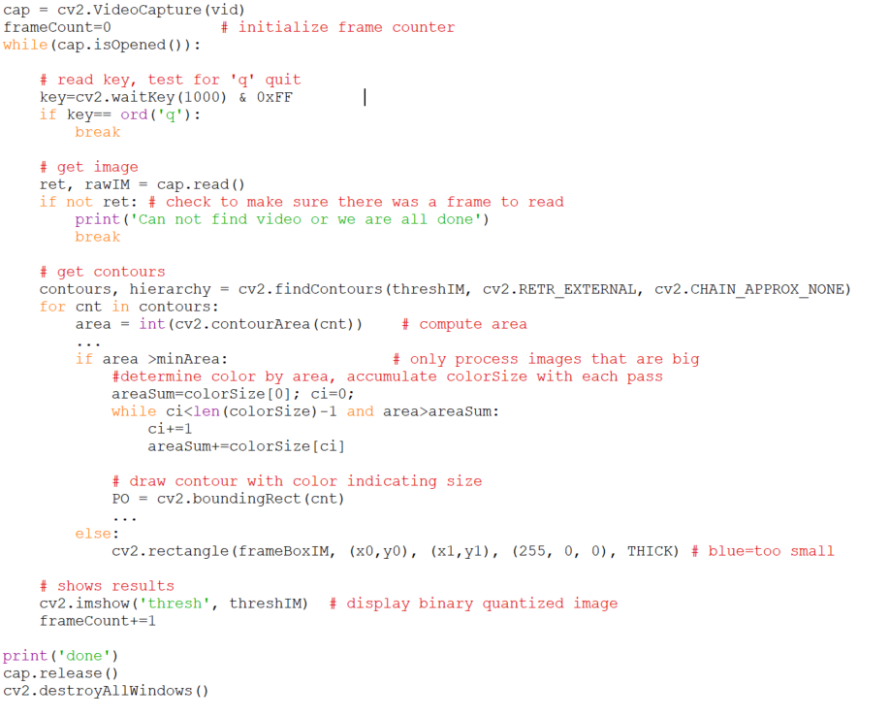 cap = cv2.VideoCapture(vid)
frameCount=0            # initialize frame counter
while(cap.isOpened()):

    # read key, test for 'q' quit
    key=cv2.waitKey(1000) & 0xFF
    if key== ord('q'):
        break

    # get image
    ret, rawIM = cap.read()
    if not ret: # check to make sure there was a frame to read
        print('Can not find video or we are all done')
        break

    # get contours
    contours, hierarchy = cv2.findContours(threshIM, cv2.RETR_EXTERNAL, cv2.CHAIN_APPROX_NONE)
    for cnt in contours:
        area = int(cv2.contourArea(cnt))    # compute area
        ...
        if area >minArea:                  # only process images that are big
            #determine color by area, accumulate colorSize with each pass
            areaSum=colorSize[0]; ci=0;
            while ci<len(colorSize)-1 and area>areaSum:
                ci+=1
                areaSum+=colorSize[ci]

            # draw contour with color indicating size
            PO = cv2.boundingRect(cnt)
            ...
        else:
            cv2.rectangle(frameBoxIM, (x0,y0), (x1,y1), (255, 0, 0), THICK) # blue=too small

    # shows results
    cv2.imshow('thresh', threshIM)  # display binary quantized image
    frameCount+=1

print('done')
cap.release()
cv2.destroyAllWindows()